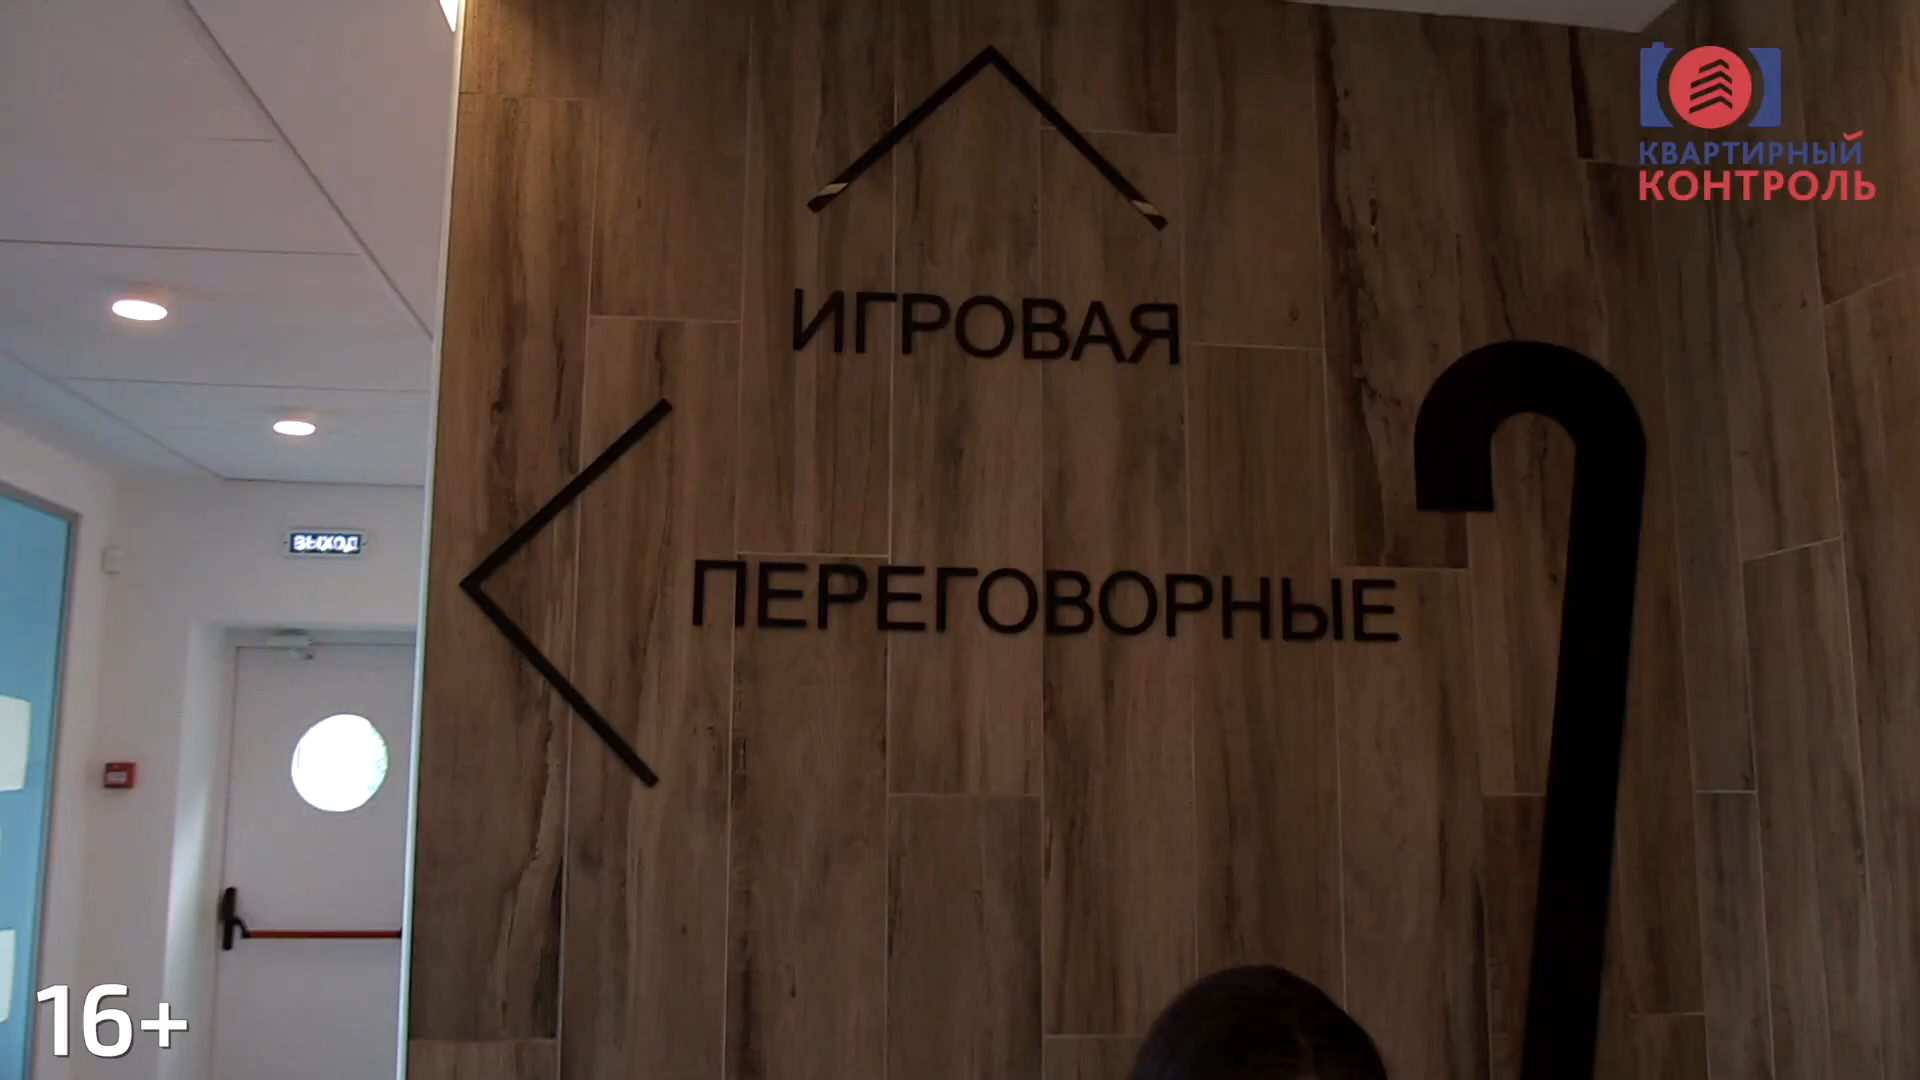 КВАРТИРНЫЙ
КОНТРОЛЬ
ИГРОВАЯ
ВЫХОД
ПЕРЕГОВОРНЫЕ
16+